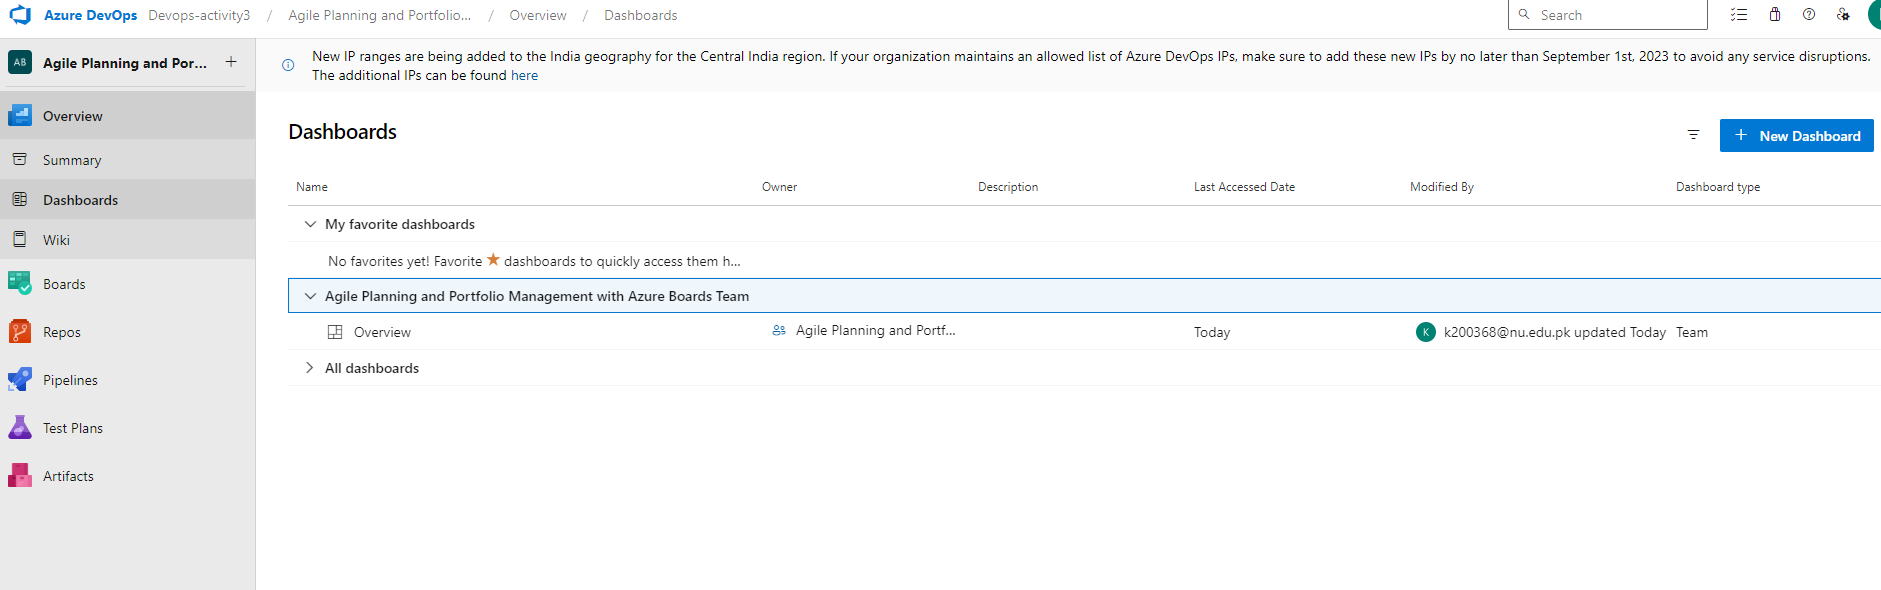 Azure DevOps Devops-activity3 / Agile Planning and Portfolio... / Overview / Dashboards
Search
AB Agile Planning and Por... +
New IP ranges are being added to the India geography for the Central India region. If your organization maintains an allowed list of Azure DevOps IPs, make sure to add these new IPs by no later than September 1st, 2023 to avoid any service disruptions.
The additional IPs can be found here
Overview
Summary
Dashboards
Wiki
Boards
Repos
Pipelines
Test Plans
Artifacts
Dashboards
+ New Dashboard
Name Owner Description Last Accessed Date Modified By Dashboard type
My favorite dashboards
No favorites yet! Favorite ★ dashboards to quickly access them h...
Agile Planning and Portfolio Management with Azure Boards Team
Overview Agile Planning and Portf... Today K k200368@nu.edu.pk updated Today Team
All dashboards